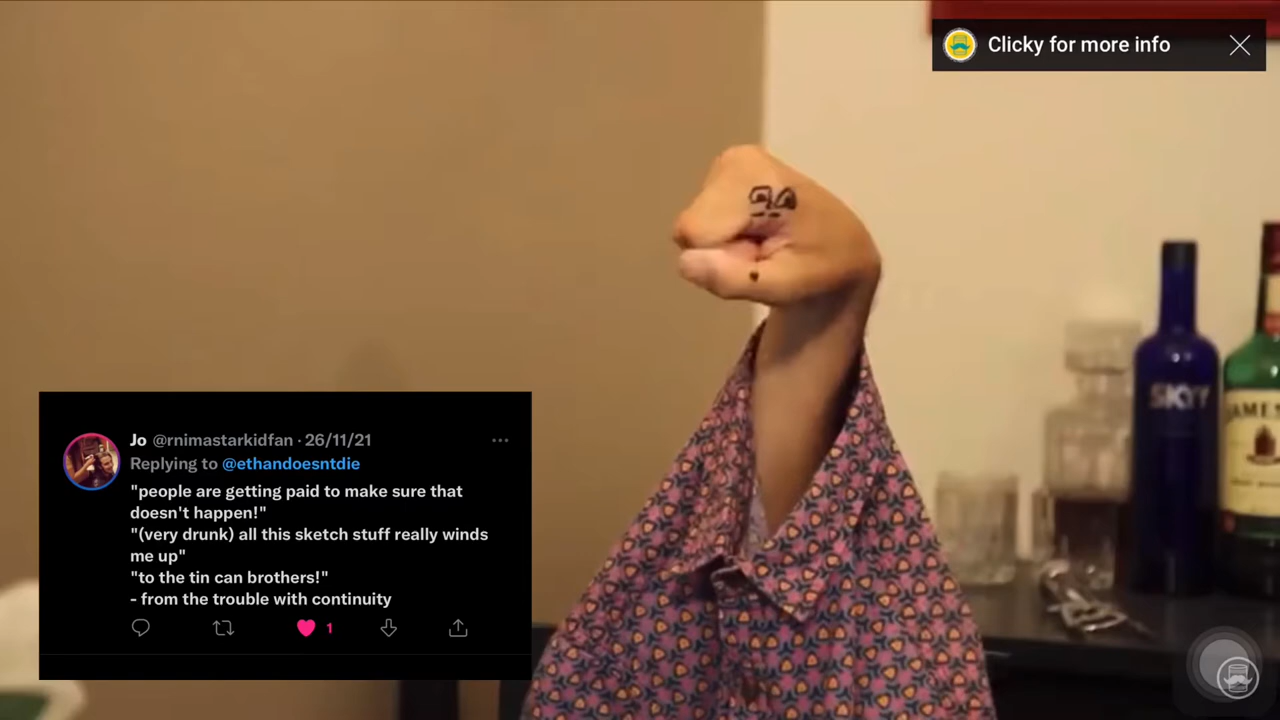 Clicky for more info
SKYY
JAMES
Jo @rnimastarkidfan · 26/11/21
Replying to @ethandoesntdie
"people are getting paid to make sure that
doesn't happen!"
"(very drunk) all this sketch stuff really winds
me up"
"to the tin can brothers!"
- from the trouble with continuity
1